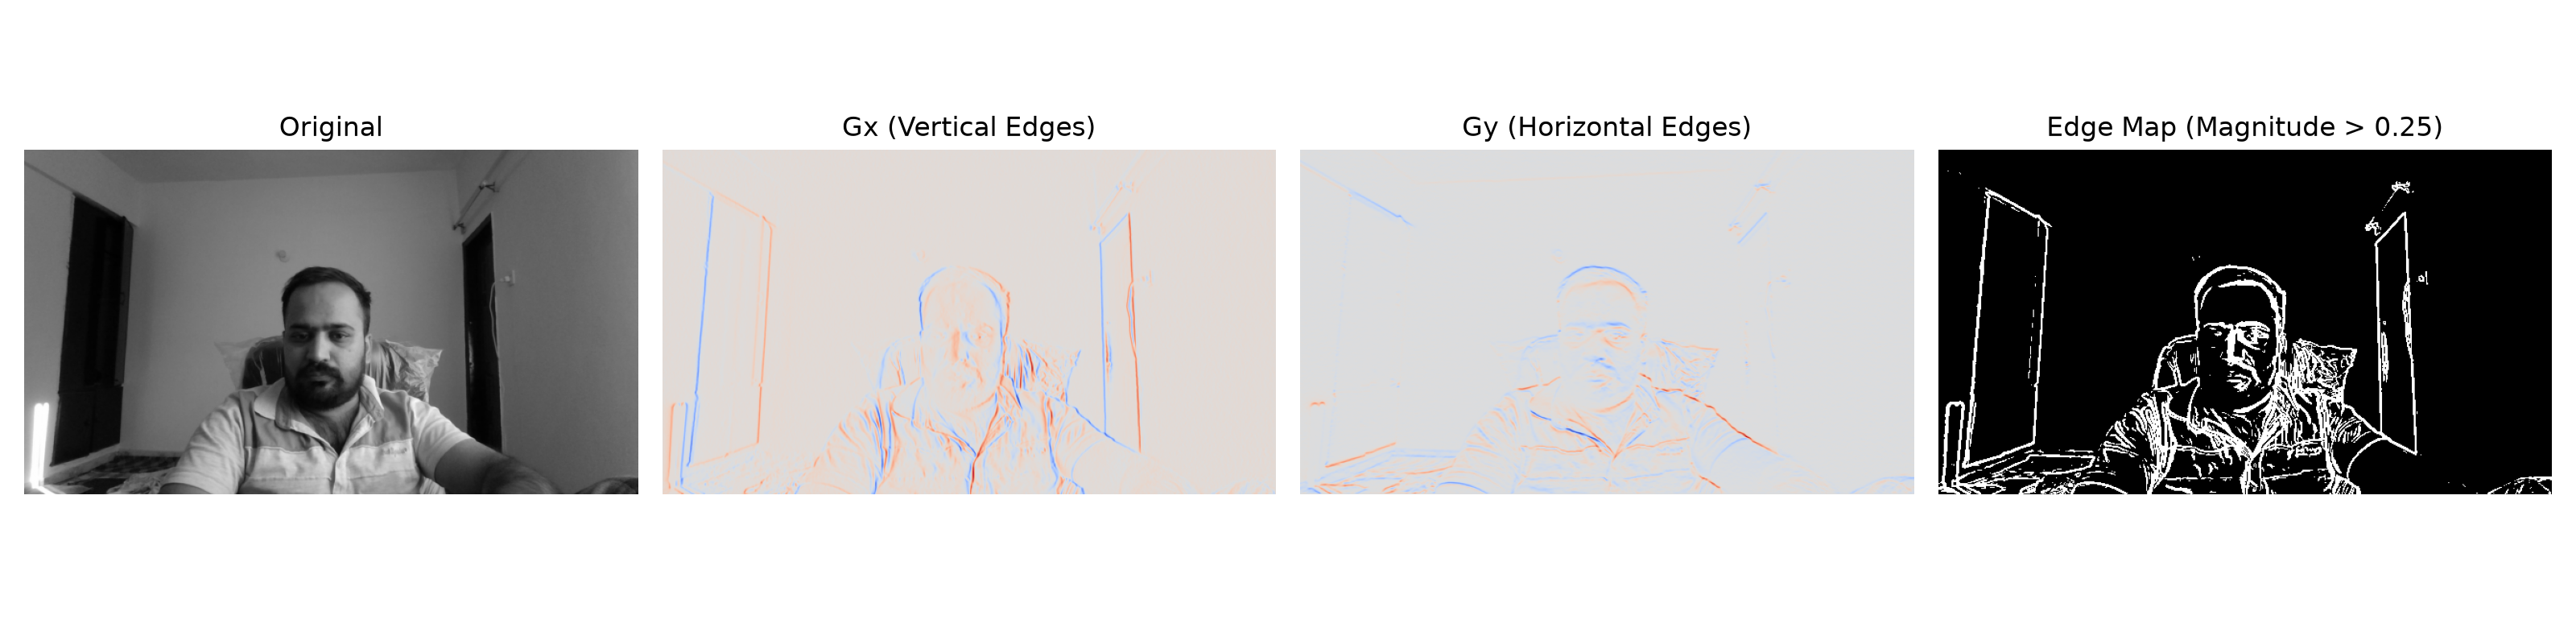 Original
Gx (Vertical Edges)
Gy (Horizontal Edges)
Edge Map (Magnitude > 0.25)